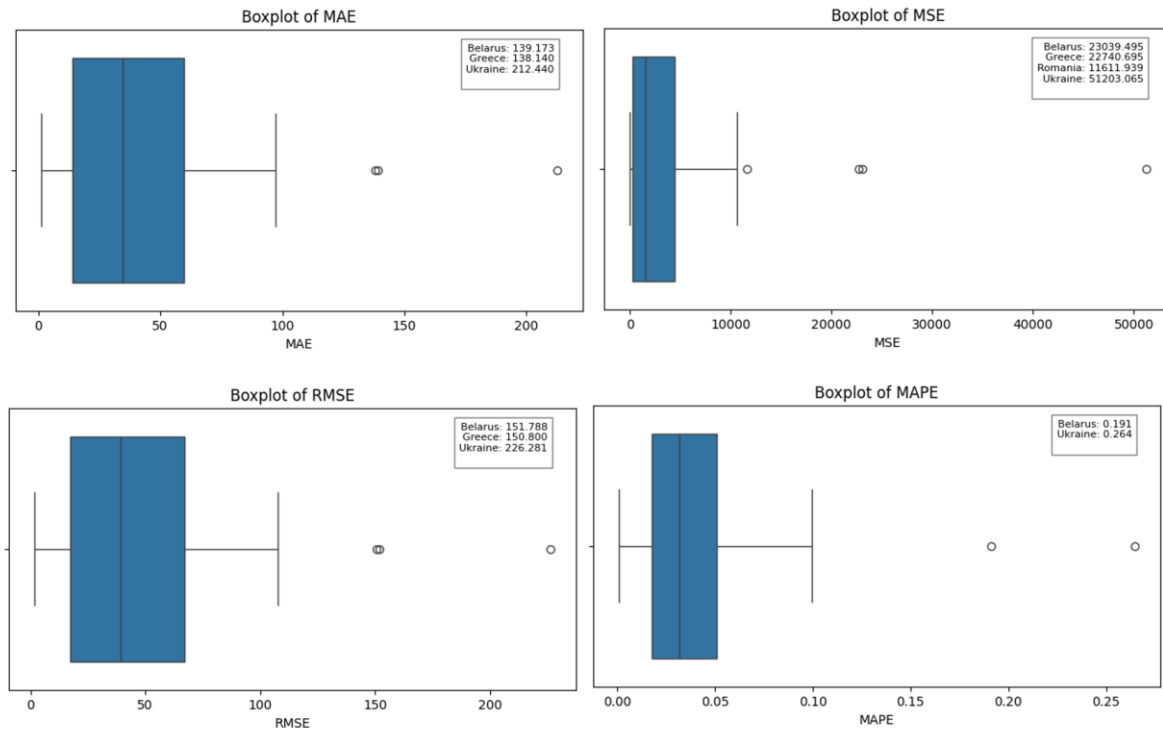 Boxplot of MAE
Belarus: 139.173
Greece: 138.140
Ukraine: 212.440
0 50 100 150 200
MAE
Boxplot of MSE
Belarus: 23039.495
Greece: 22740.695
Romania: 11611.939
Ukraine: 51203.065
0 10000 20000 30000 40000 50000
MSE
Boxplot of RMSE
Belarus: 151.788
Greece: 150.800
Ukraine: 226.281
0 50 100 150 200
RMSE
Boxplot of MAPE
Belarus: 0.191
Ukraine: 0.264
0.00 0.05 0.10 0.15 0.20 0.25
MAPE